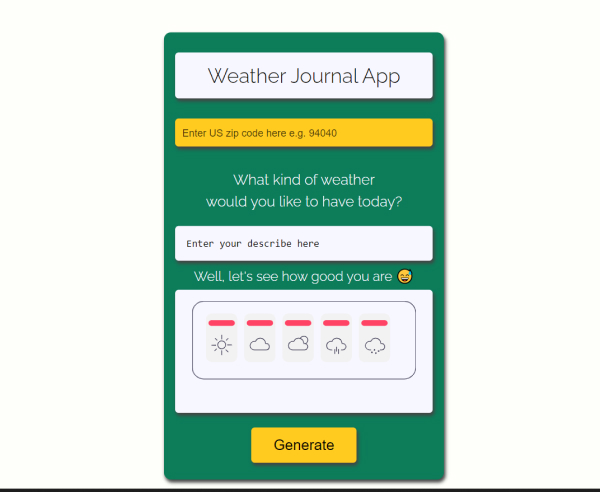 Weather Journal App
Enter US zip code here e.g. 94040
What kind of weather
would you like to have today?
Enter your describe here
Well, let's see how good you are 😅
Generate